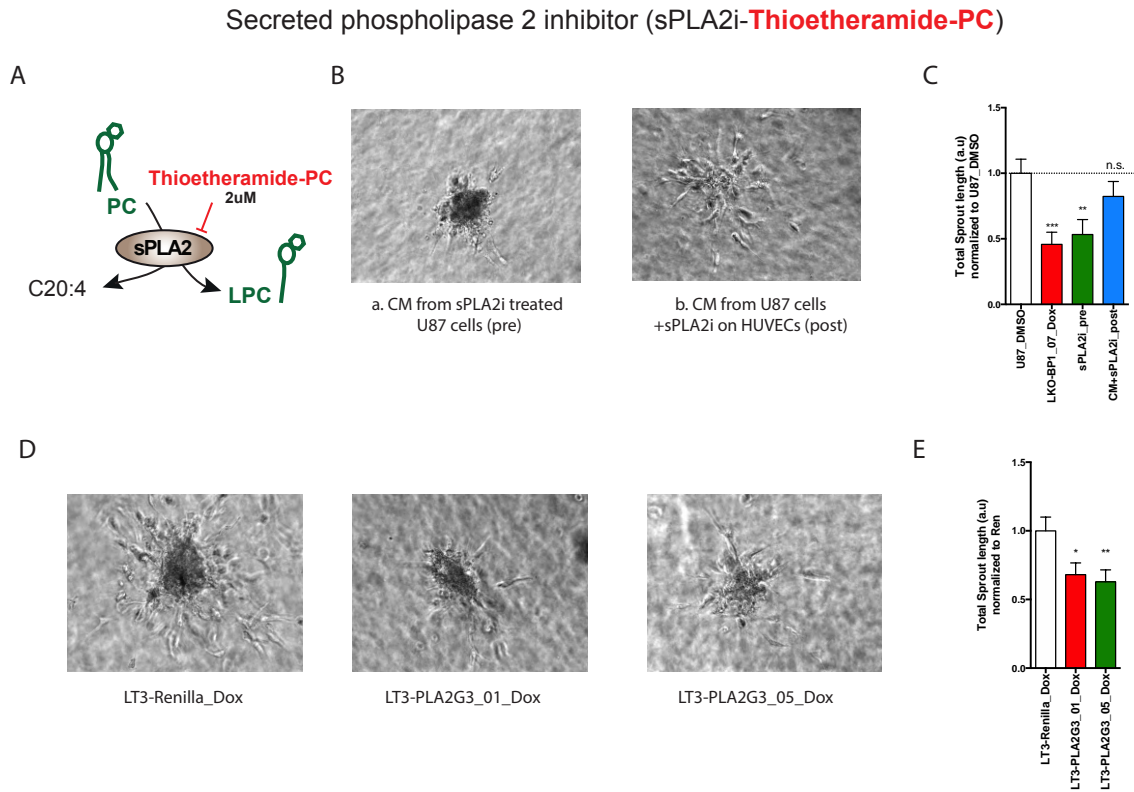 Secreted phospholipase 2 inhibitor (sPLA2i-Thioetheramide-PC)
A
PC
Thioetheramide-PC
2uM
sPLA2
C20:4
LPC
B
a. CM from sPLA2i treated
U87 cells (pre)
b. CM from U87 cells
+sPLA2i on HUVECs (post)
C
Total Sprout length (a.u)
normalized to U87_DMSO
1.5
1.0
0.5
0.0
***
**
n.s.
U87_DMSO
LKO-BP1_07_Dox
sPLA2i_pre
CM+sPLA2i_post
D
LT3-Renilla_Dox
LT3-PLA2G3_01_Dox
LT3-PLA2G3_05_Dox
E
Total Sprout length (a.u)
normalized to Ren
1.5
1.0
0.5
0.0
*
**
LT3-Renilla_Dox
LT3-PLA2G3_01_Dox
LT3-PLA2G3_05_Dox